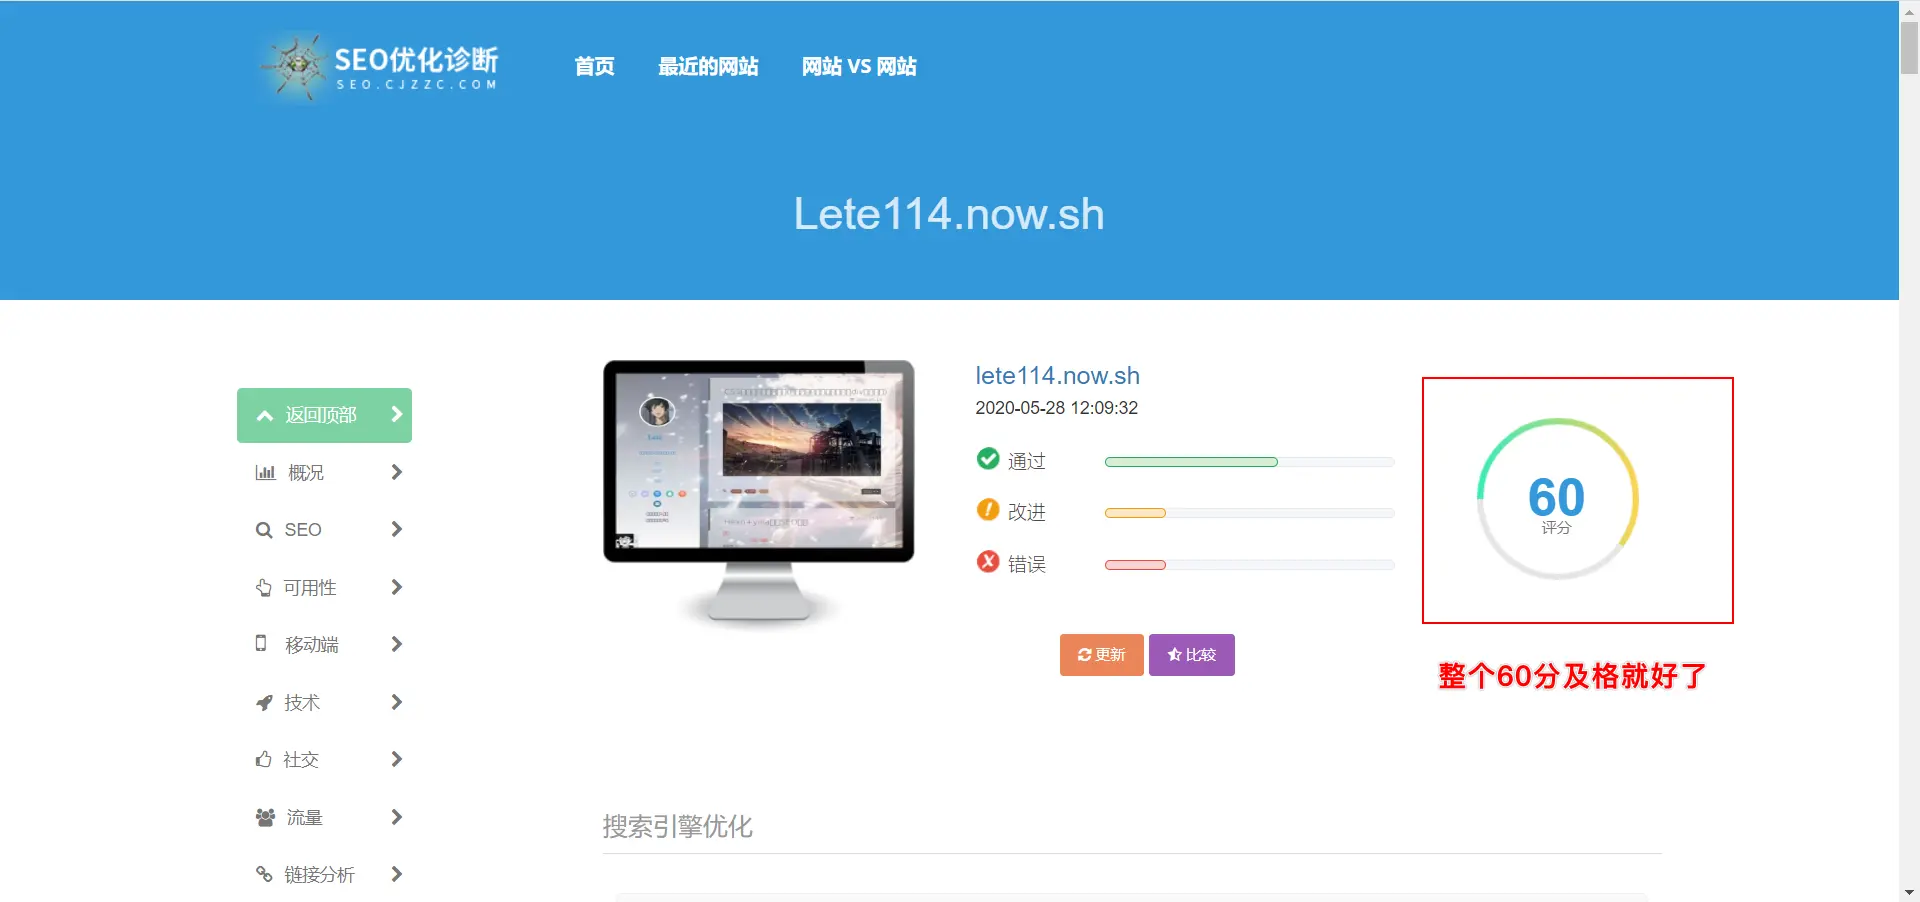 SEO优化诊断
SEO.CJZZC.COM
首页 最近的网站 网站 VS 网站
Lete114.now.sh
返回顶部
概况
SEO
可用性
移动端
技术
社交
流量
链接分析
lete114.now.sh
2020-05-28 12:09:32
通过
改进
错误
更新 比较
60
评分
整个60分及格就好了
搜索引擎优化